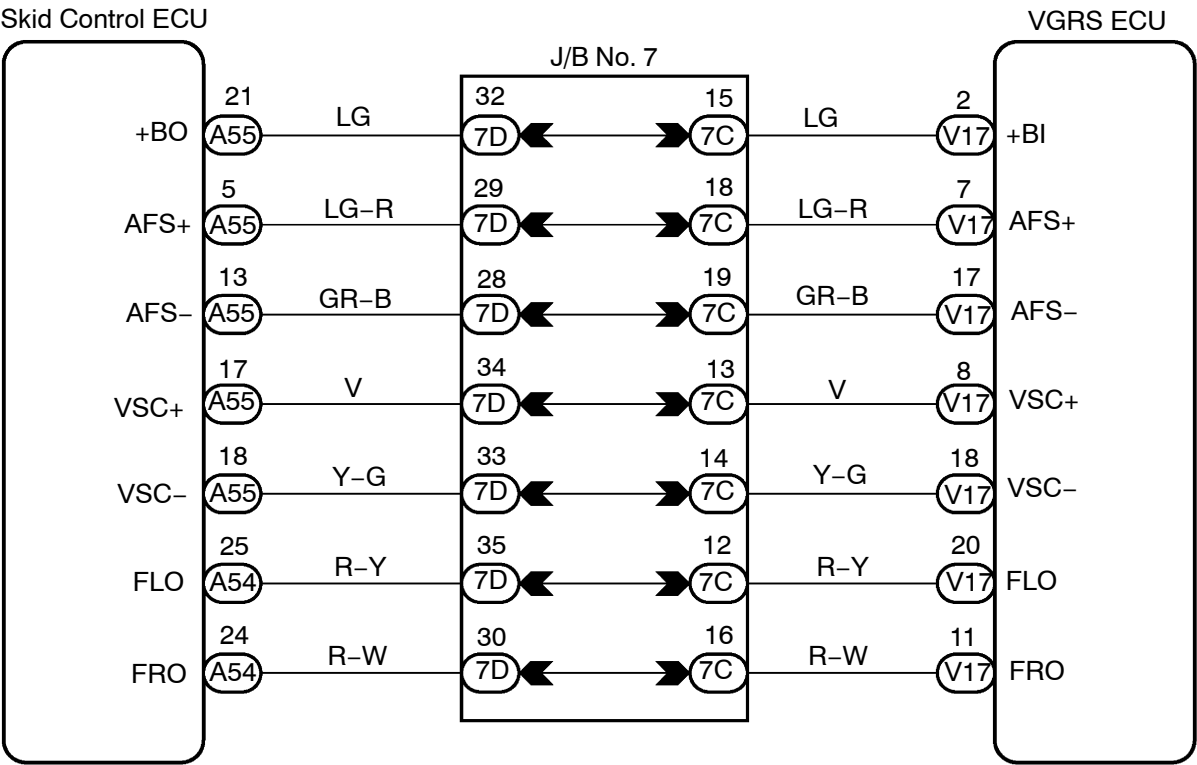 Skid Control ECU
VGRS ECU
J/B No. 7
21 32 15 2
+BO A55 LG 7D 7C LG V17 +BI
5 29 18 7
AFS+ A55 LG−R 7D 7C LG−R V17 AFS+
13 28 19 17
AFS− A55 GR−B 7D 7C GR−B V17 AFS−
17 34 13 8
VSC+ A55 V 7D 7C V V17 VSC+
18 33 14 18
VSC− A55 Y−G 7D 7C Y−G V17 VSC−
25 35 12 20
FLO A54 R−Y 7D 7C R−Y V17 FLO
24 30 16 11
FRO A54 R−W 7D 7C R−W V17 FRO